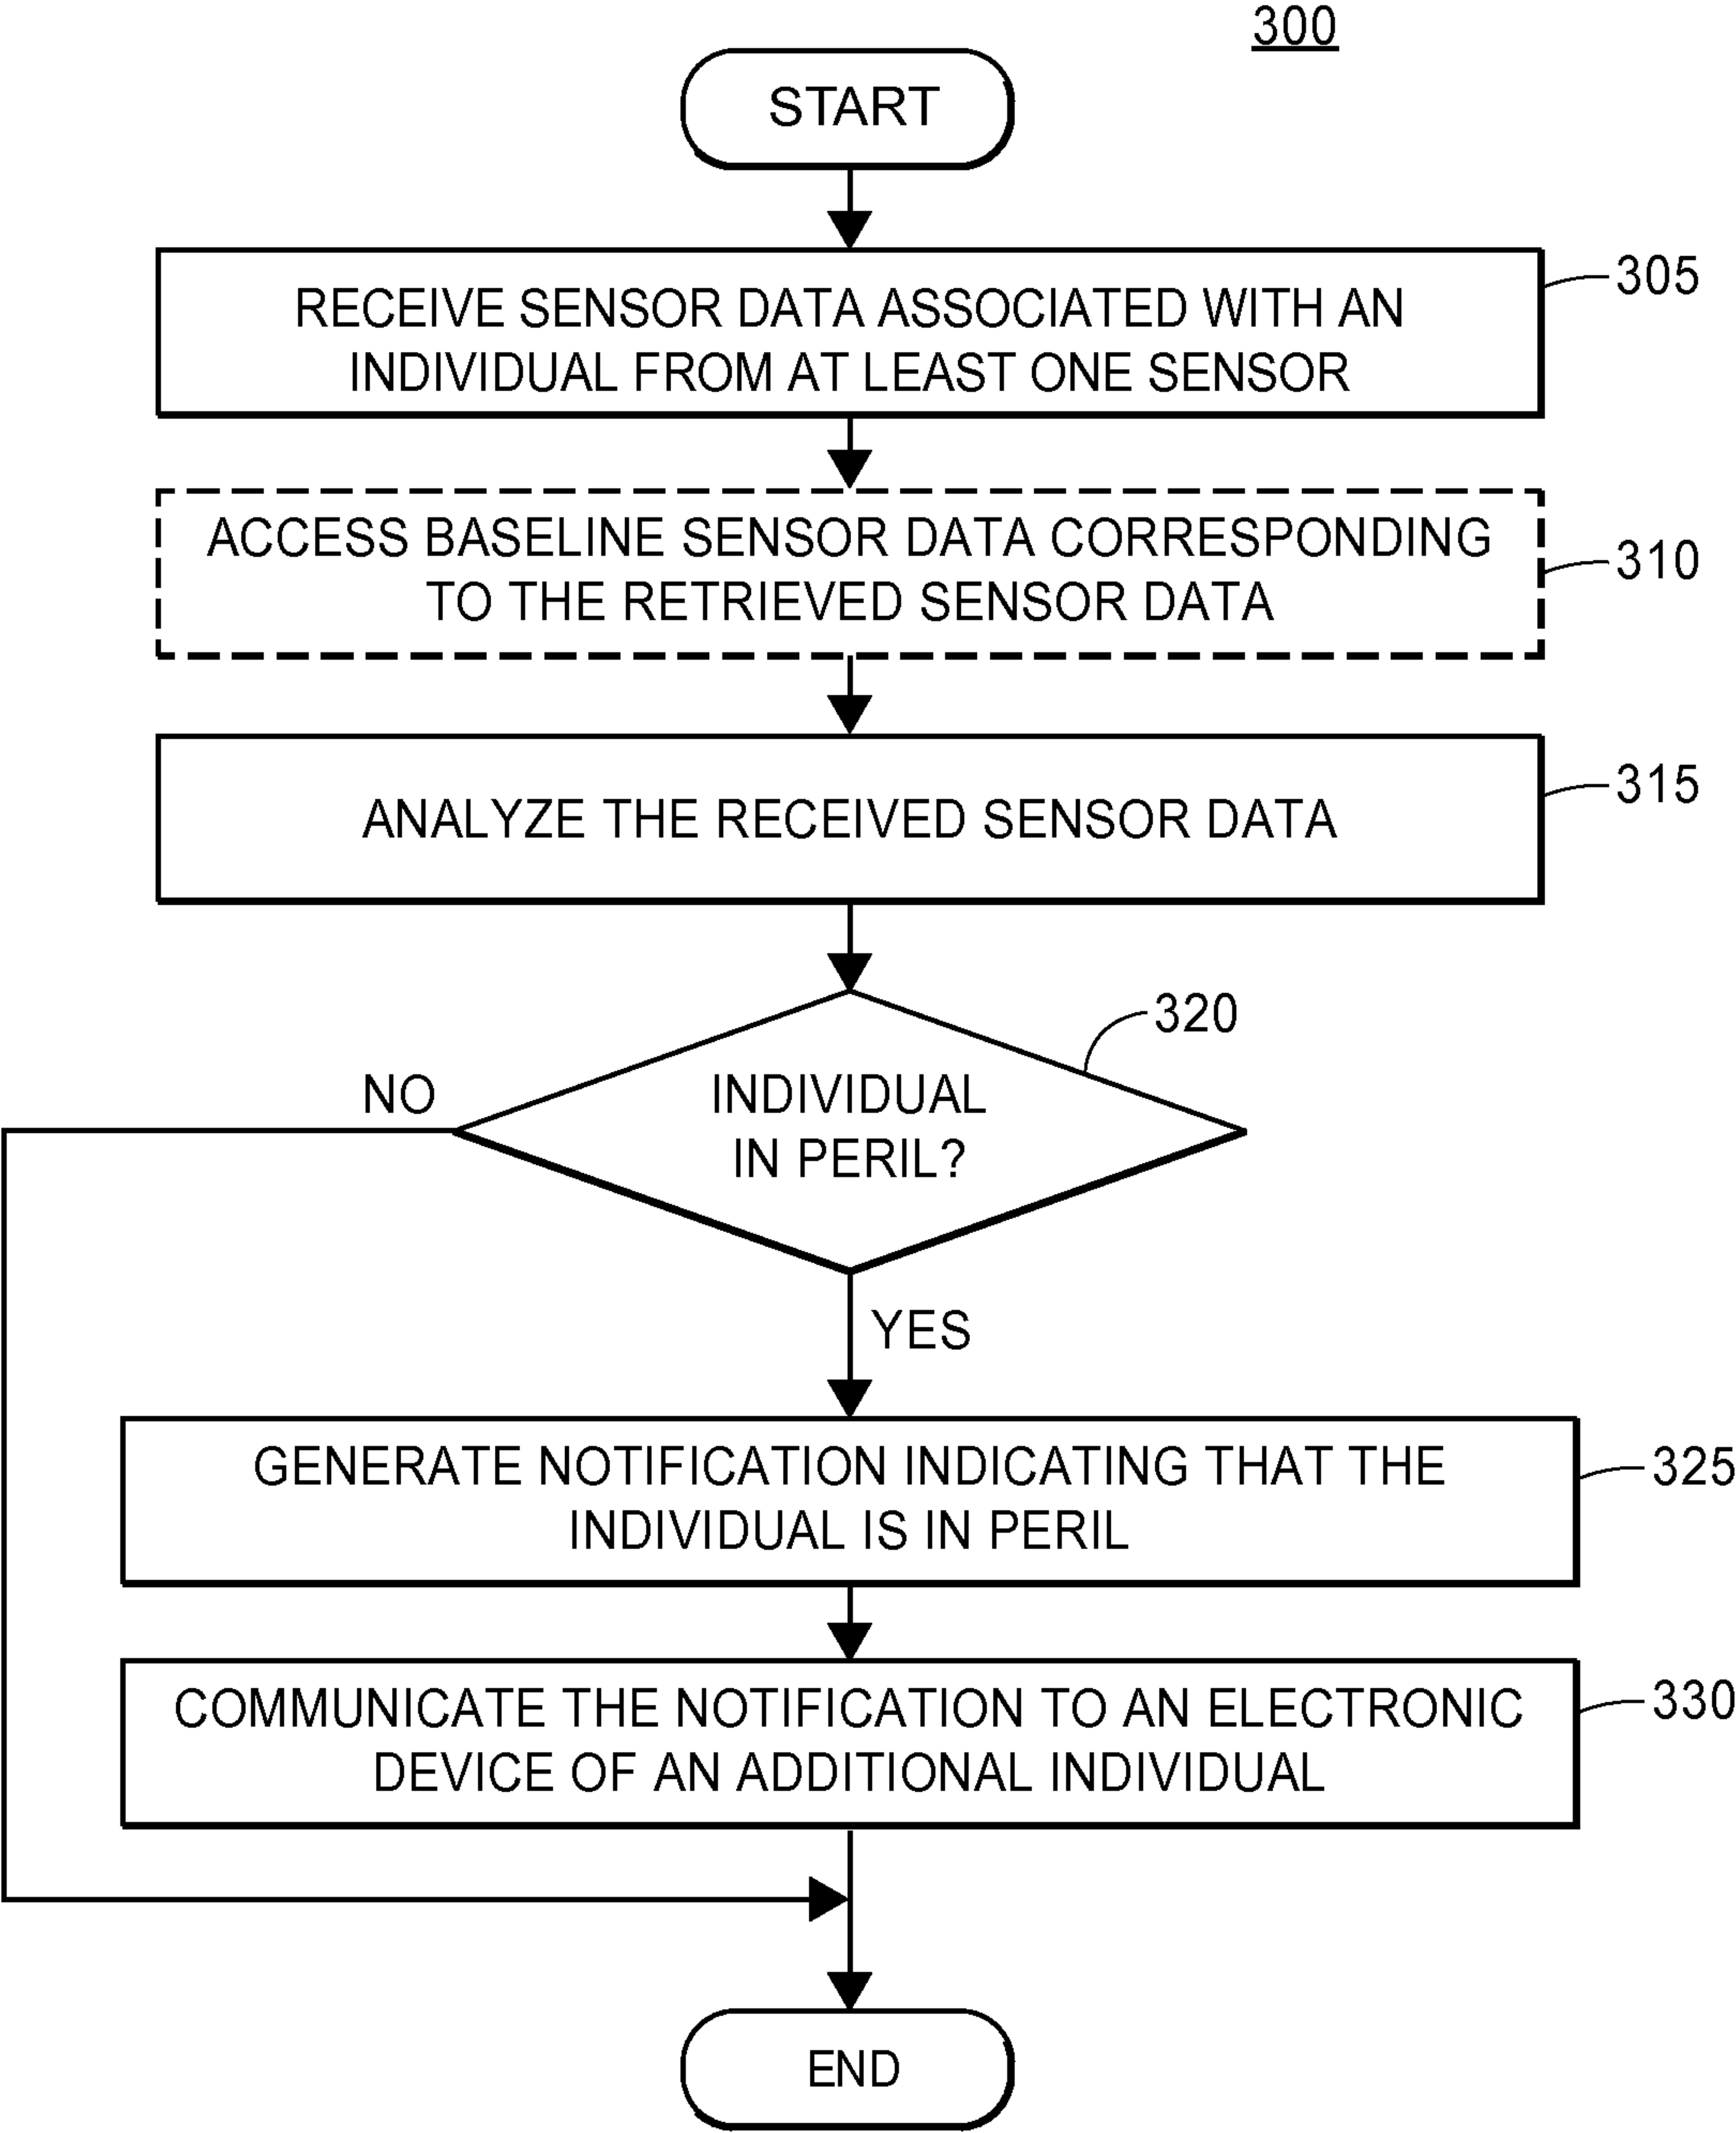 300
START
RECEIVE SENSOR DATA ASSOCIATED WITH AN
INDIVIDUAL FROM AT LEAST ONE SENSOR
305
ACCESS BASELINE SENSOR DATA CORRESPONDING
TO THE RETRIEVED SENSOR DATA
310
ANALYZE THE RECEIVED SENSOR DATA
315
320
NO
INDIVIDUAL
IN PERIL?
YES
GENERATE NOTIFICATION INDICATING THAT THE
INDIVIDUAL IS IN PERIL
325
COMMUNICATE THE NOTIFICATION TO AN ELECTRONIC
DEVICE OF AN ADDITIONAL INDIVIDUAL
330
END